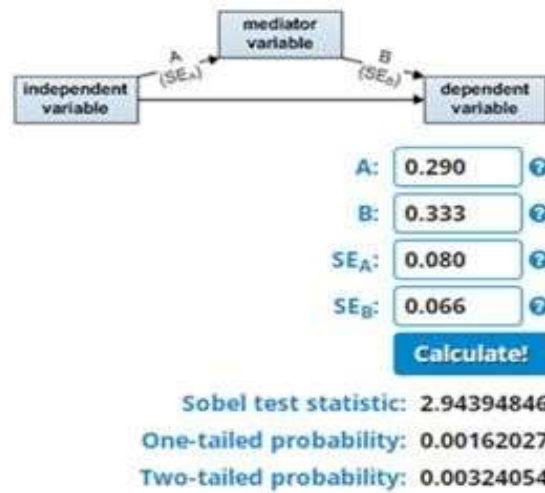 mediator
variable
A
(SEA)
B
(SEB)
independent
variable
dependent
variable
A: 0.290 ?
B: 0.333 ?
SEA: 0.080 ?
SEB: 0.066 ?
Calculate!
Sobel test statistic: 2.94394846
One-tailed probability: 0.00162027
Two-tailed probability: 0.00324054